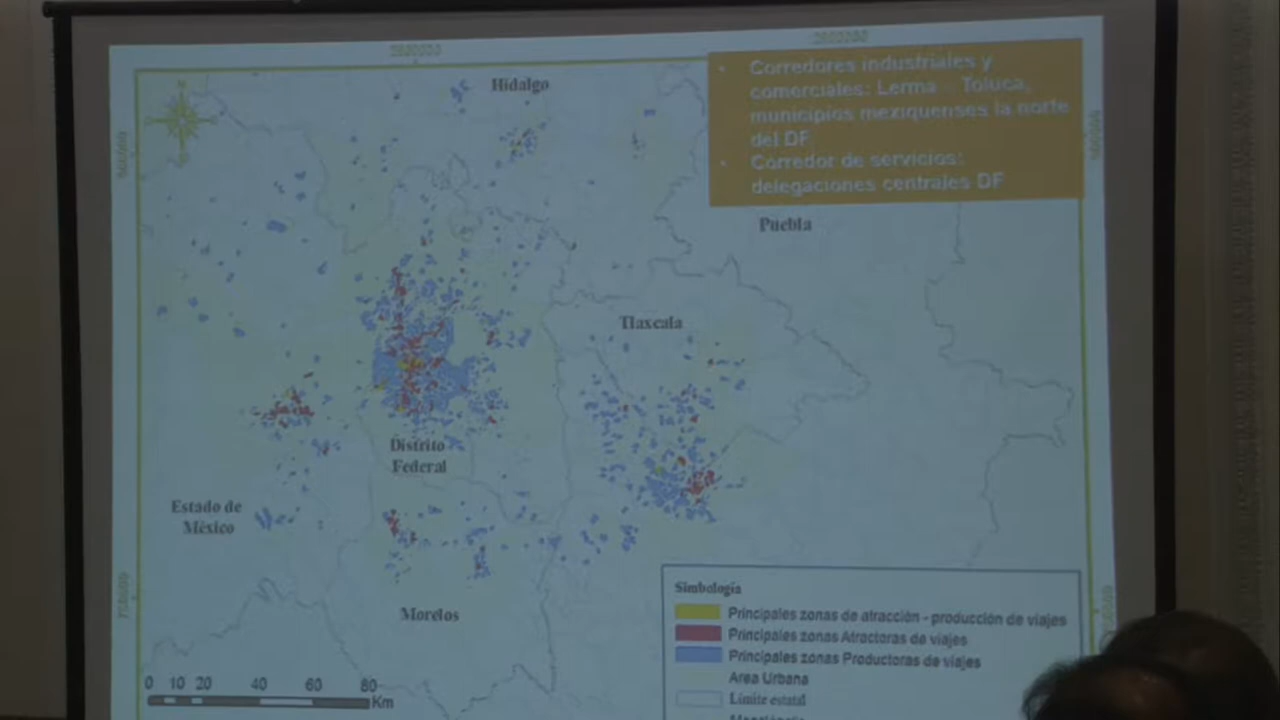 Hidalgo
• Corredores industriales y
comerciales: Lerma - Toluca,
municipios mexiquenses la norte
del DF
• Corredor de servicios:
delegaciones centrales DF
Puebla
Tlaxcala
Distrito
Federal
Estado de
México
Morelos
Simbología
Principales zonas de atracción - producción de viajes
Principales zonas Atractoras de viajes
Principales zonas Productoras de viajes
Area Urbana
Límite estatal
0 10 20 40 60 80
Km